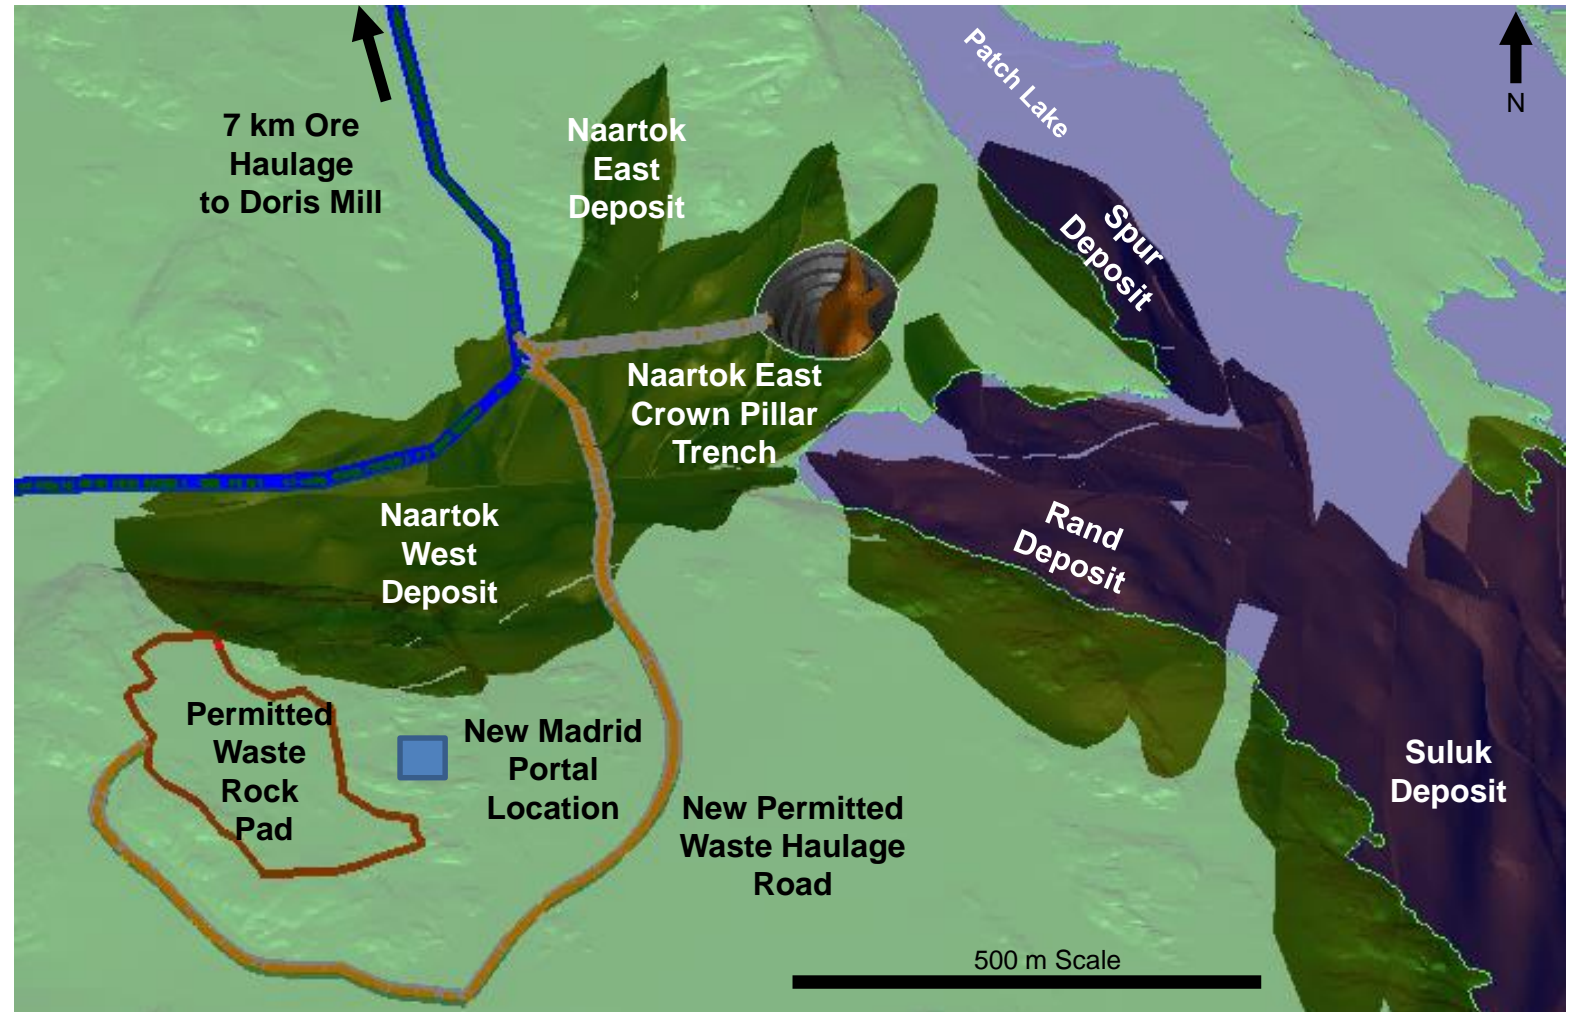 Patch Lake
N
7 km Ore
Haulage
to Doris Mill
Naartok
East
Deposit
Spur
Deposit
Naartok East
Crown Pillar
Trench
Naartok
West
Deposit
Rand
Deposit
Permitted
Waste
Rock
Pad
New Madrid
Portal
Location
New Permitted
Waste Haulage
Road
Suluk
Deposit
500 m Scale